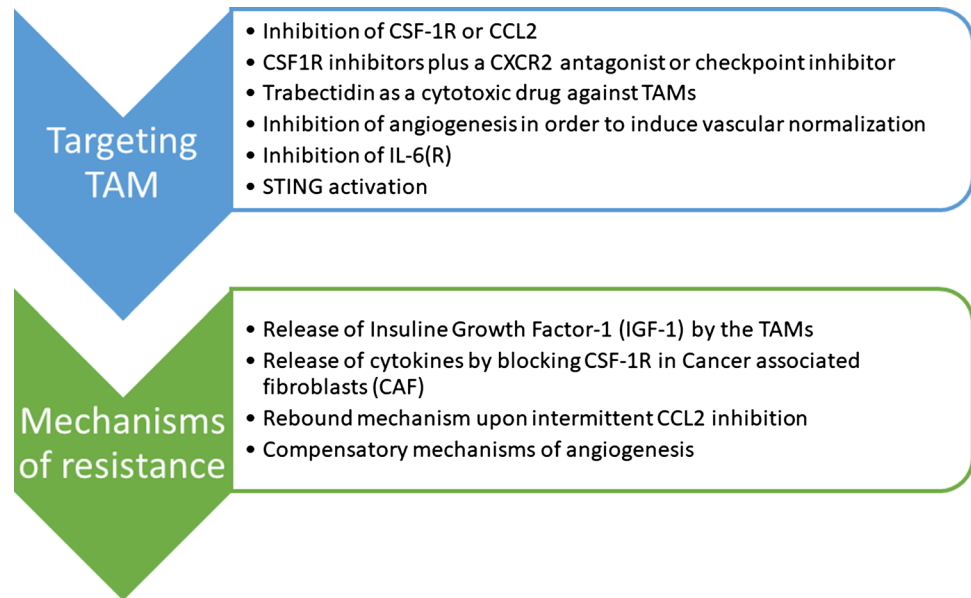 Targeting
TAM
• Inhibition of CSF-1R or CCL2
• CSF1R inhibitors plus a CXCR2 antagonist or checkpoint inhibitor
• Trabectidin as a cytotoxic drug against TAMs
• Inhibition of angiogenesis in order to induce vascular normalization
• Inhibition of IL-6(R)
• STING activation
Mechanisms
of resistance
• Release of Insuline Growth Factor-1 (IGF-1) by the TAMs
• Release of cytokines by blocking CSF-1R in Cancer associated
fibroblasts (CAF)
• Rebound mechanism upon intermittent CCL2 inhibition
• Compensatory mechanisms of angiogenesis